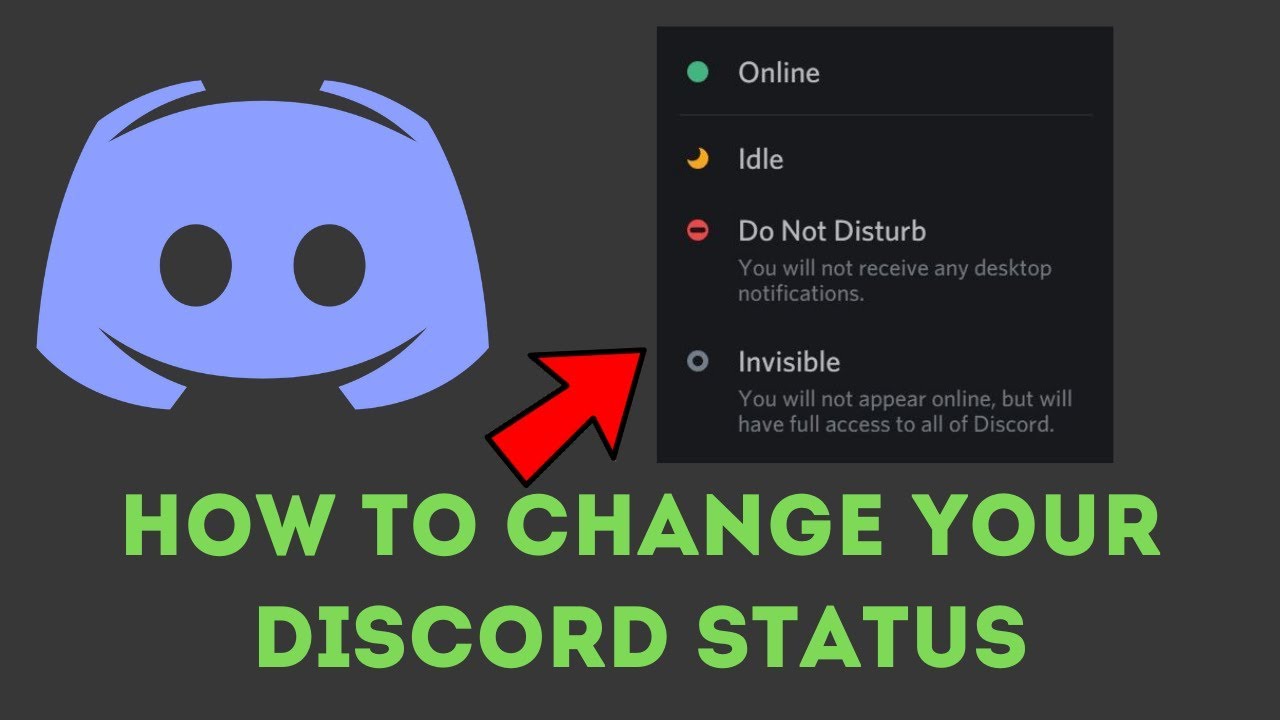 Online
Idle
Do Not Disturb
You will not receive any desktop
notifications.
Invisible
You will not appear online, but will
have full access to all of Discord.
HOW TO CHANGE YOUR
DISCORD STATUS